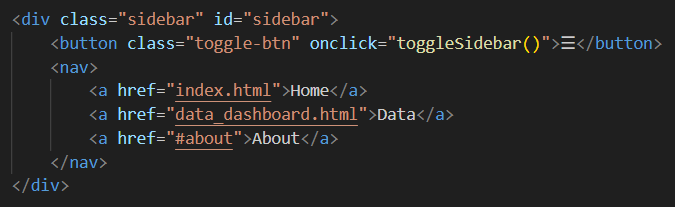 <div class="sidebar" id="sidebar">
<button class="toggle-btn" onclick="toggleSidebar()">☰</button>
<nav>
<a href="index.html">Home</a>
<a href="data_dashboard.html">Data</a>
<a href="#about">About</a>
</nav>
</div>